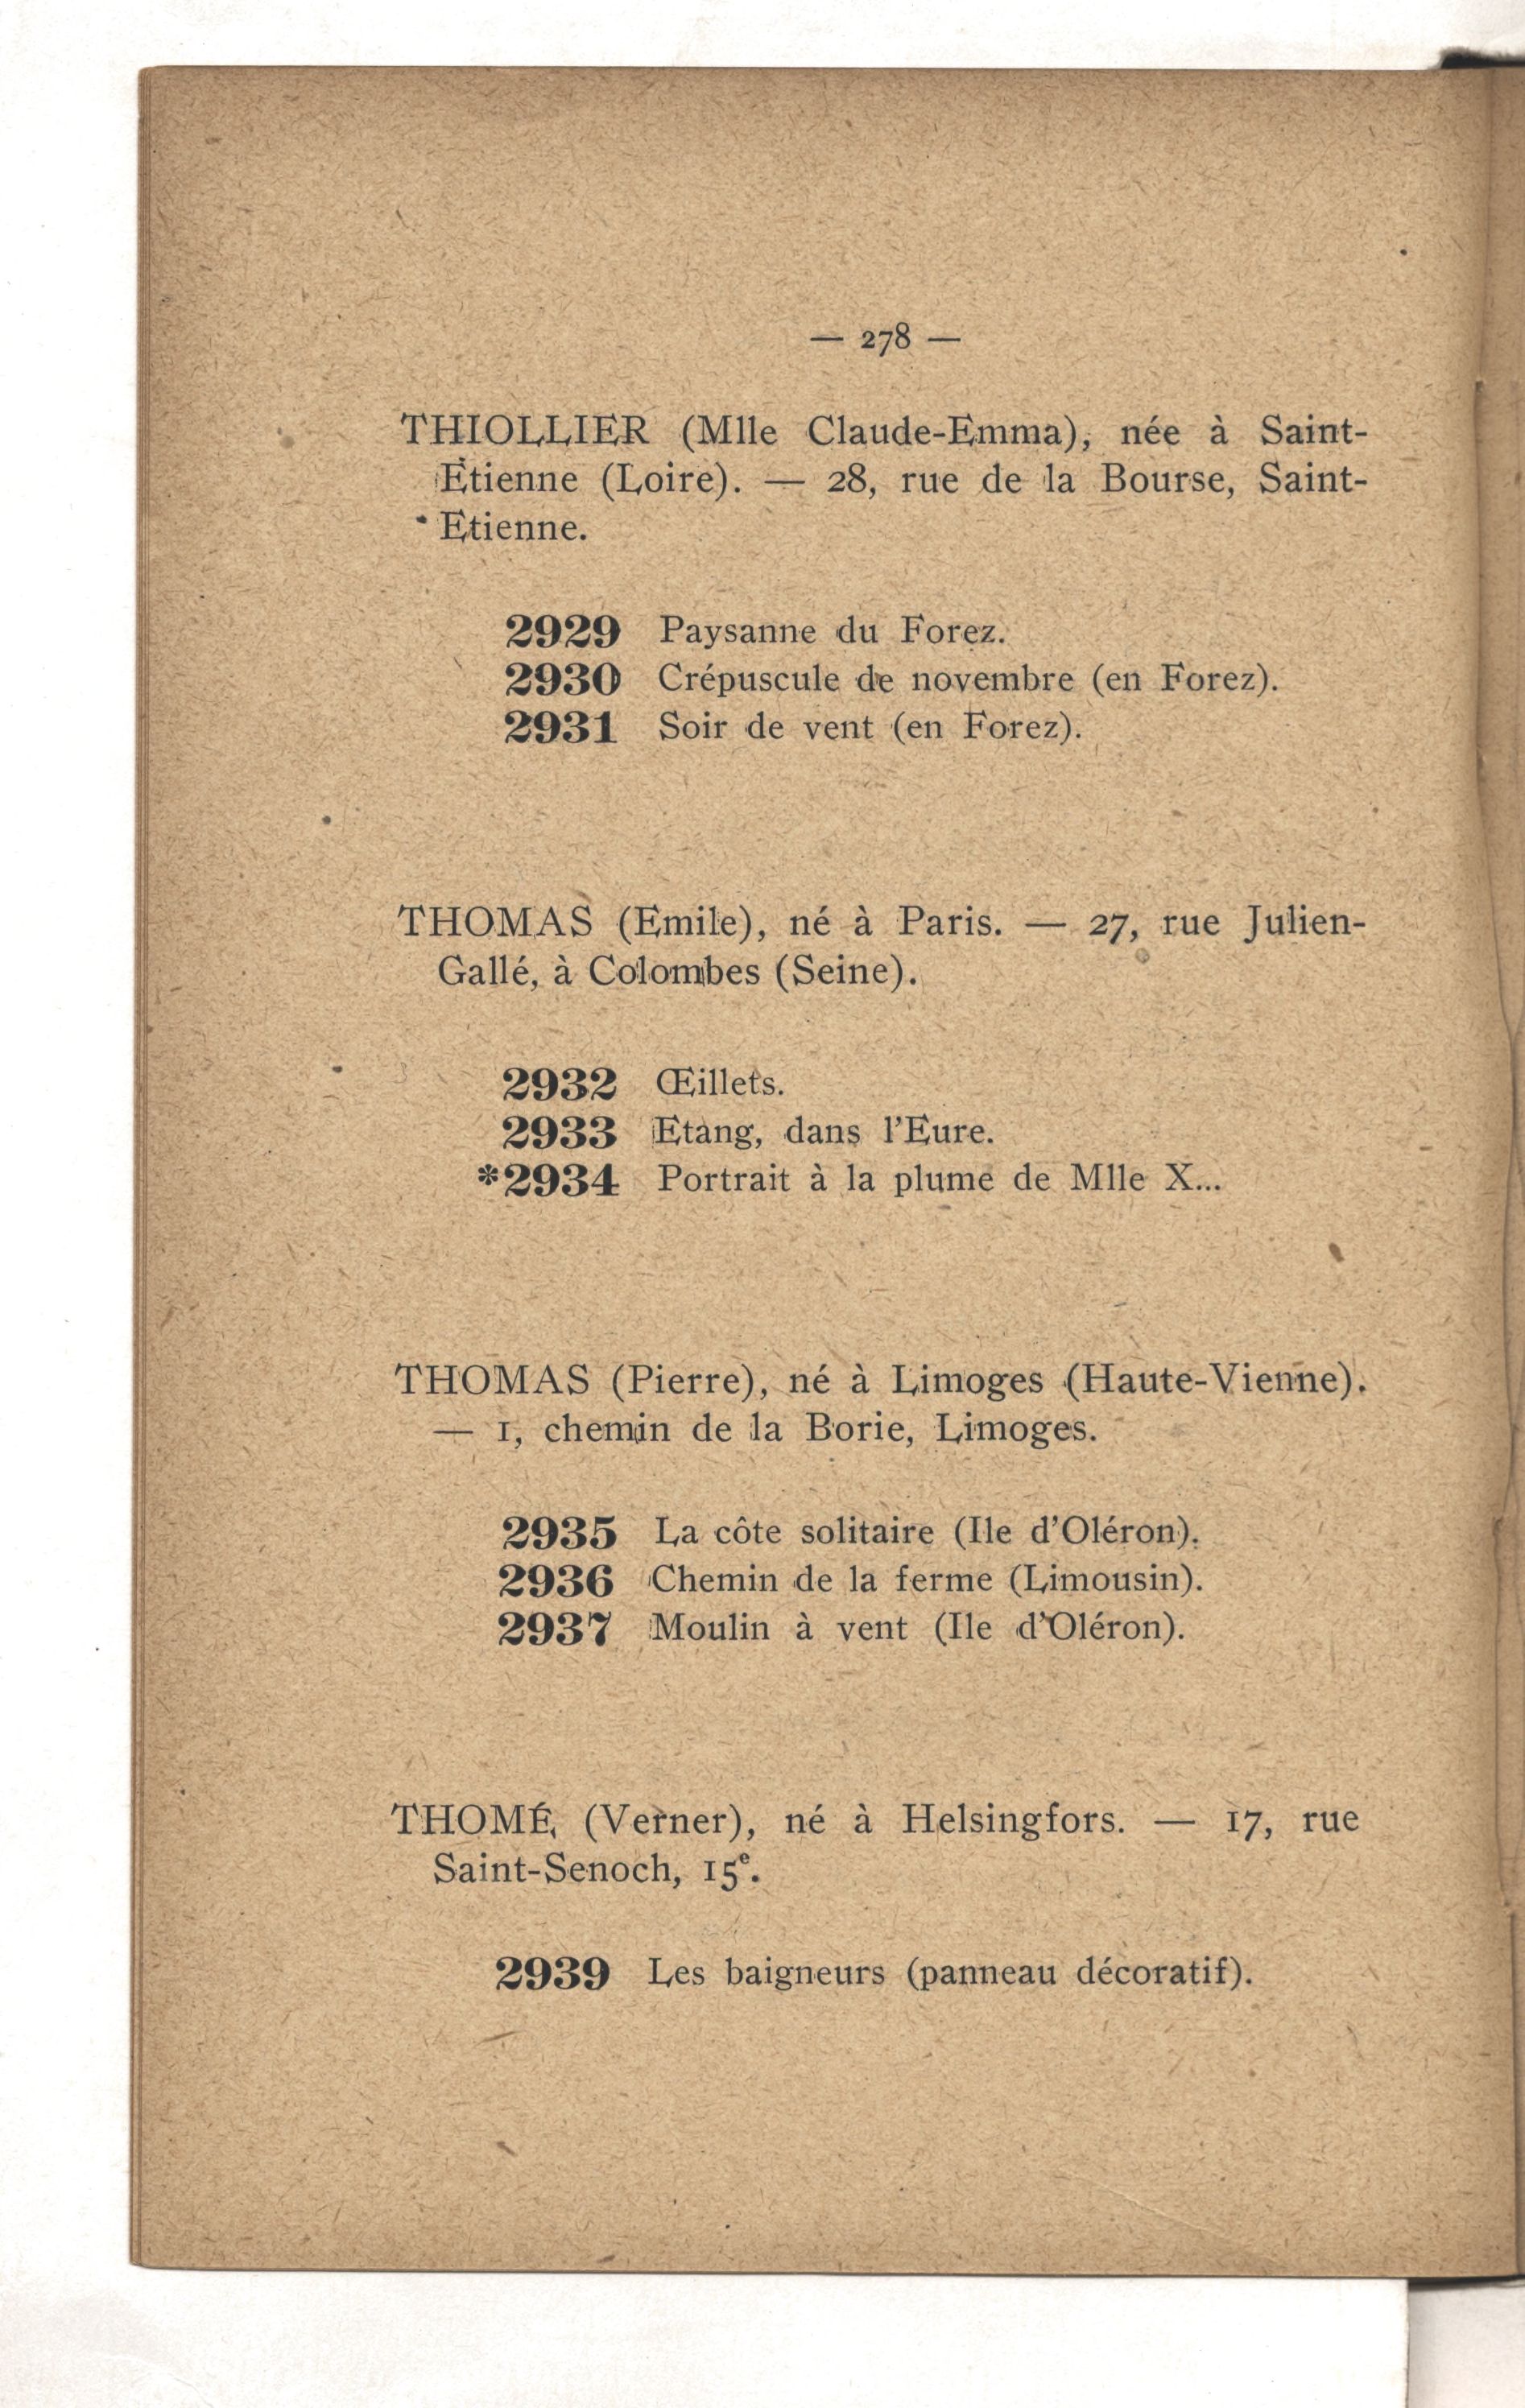 — 278 —
THIOLLIER (Mlle Claude-Emma), née à Saint-
Étienne (Loire). — 28, rue de la Bourse, Saint-
Etienne.
2929 Paysanne du Forez.
2930 Crépuscule de novembre (en Forez).
2931 Soir de vent (en Forez).
THOMAS (Emile), né à Paris. — 27, rue Julien-
Gallé, à Colombes (Seine).
2932 Œillets.
2933 Etang, dans l'Eure.
*2934 Portrait à la plume de Mlle X...
THOMAS (Pierre), né à Limoges (Haute-Vienne).
— 1, chemin de la Borie, Limoges.
2935 La côte solitaire (Ile d'Oléron).
2936 Chemin de la ferme (Limousin).
2937 Moulin à vent (Ile d'Oléron).
THOMÉ, (Verner), né à Helsingfors. — 17, rue
Saint-Senoch, 15e.
2939 Les baigneurs (panneau décoratif).